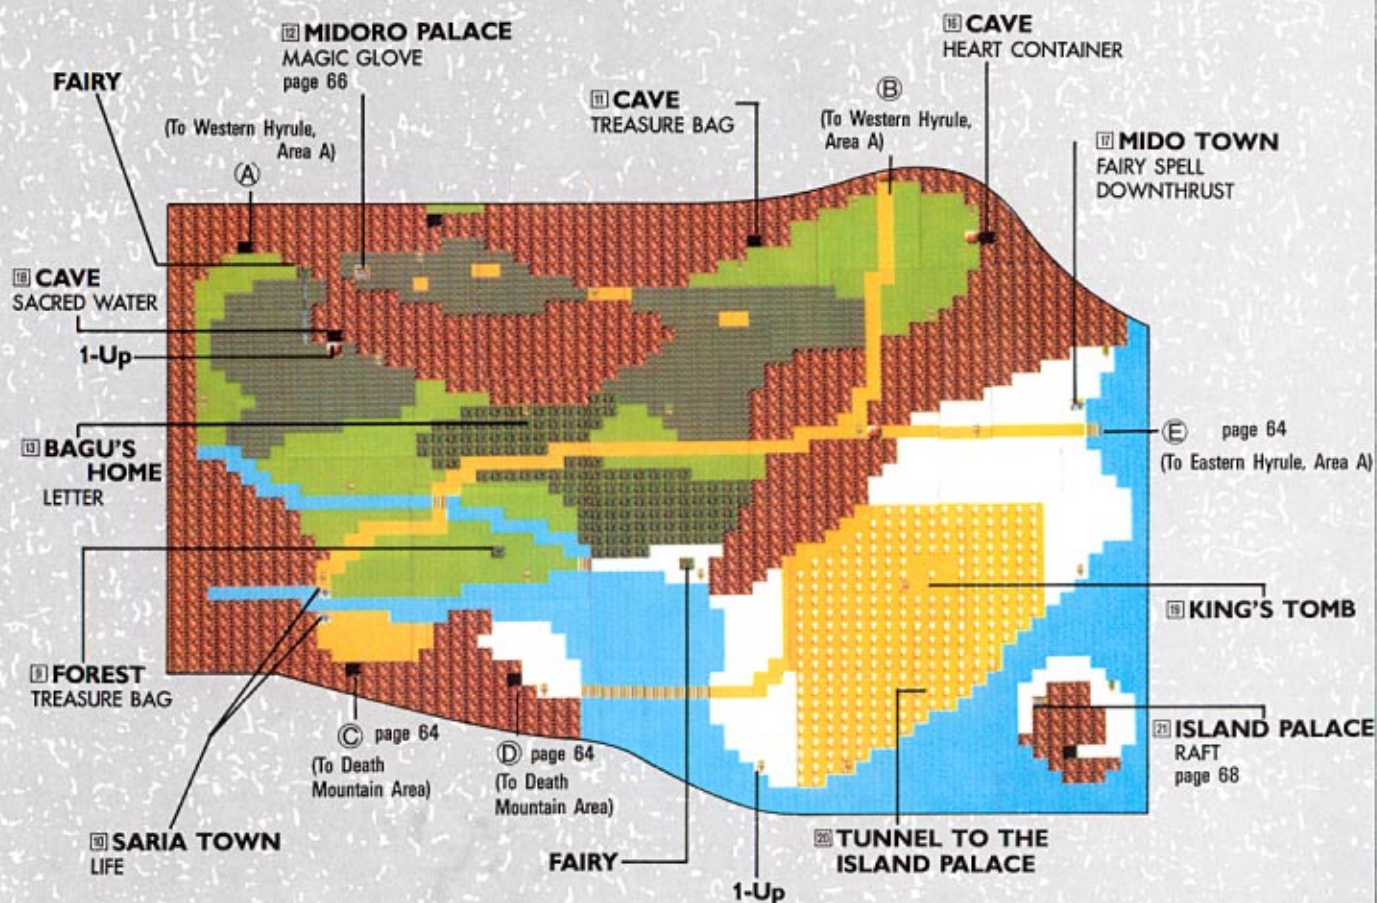 12 MIDORO PALACE
MAGIC GLOVE
page 66
16 CAVE
HEART CONTAINER
FAIRY
(To Western Hyrule,
Area A)
A
11 CAVE
TREASURE BAG
B
(To Western Hyrule,
Area A)
17 MIDO TOWN
FAIRY SPELL
DOWNTHRUST
18 CAVE
SACRED WATER
1-Up
13 BAGU'S
HOME
LETTER
E page 64
(To Eastern Hyrule, Area A)
19 KING'S TOMB
9 FOREST
TREASURE BAG
C page 64
(To Death
Mountain Area)
D page 64
(To Death
Mountain Area)
21 ISLAND PALACE
RAFT
page 68
10 SARIA TOWN
LIFE
FAIRY
1-Up
20 TUNNEL TO THE
ISLAND PALACE